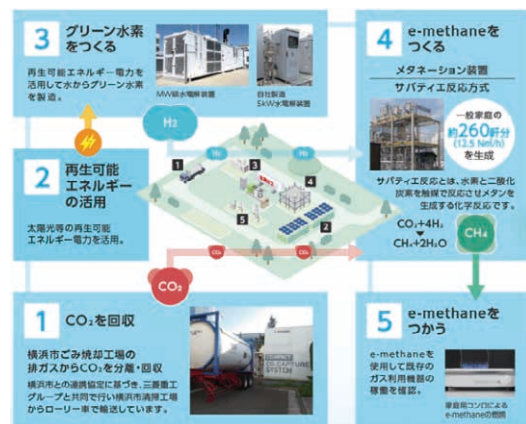 3 グリーン水素
をつくる
再生可能エネルギー電力を
活用して水からグリーン水素
を製造。
MW級水電解装置
自社製造
5kW水電解装置
H₂
4 e-methaneを
つくる
メタネーション装置
サバティエ反応方式
一般家庭の
約260軒分
(12.5 Nm³/h)
を生成
サバティエ反応とは、水素と二酸化
炭素を触媒で反応させメタンを
生成する化学反応です。
CO₂+4H₂
CH₄+2H₂O
CH₄
2 再生可能
エネルギー
の活用
太陽光等の再生可能
エネルギー電力を活用。
1
3
4
5
2
H₂
H₂
CO₂
CO₂
CO₂
1 CO₂を回収
横浜市ごみ焼却工場の
排ガスからCO₂を分離・回収
横浜市との連携協定に基づき、三菱重工
グループと共同で行い横浜市清掃工場
からローリー車で輸送しています。
CO₂ CAPTURE
SYSTEM
5 e-methaneを
つかう
e-methaneを
使用して既存の
ガス利用機器の
稼働を確認。
家庭用コンロによる
e-methaneの燃焼